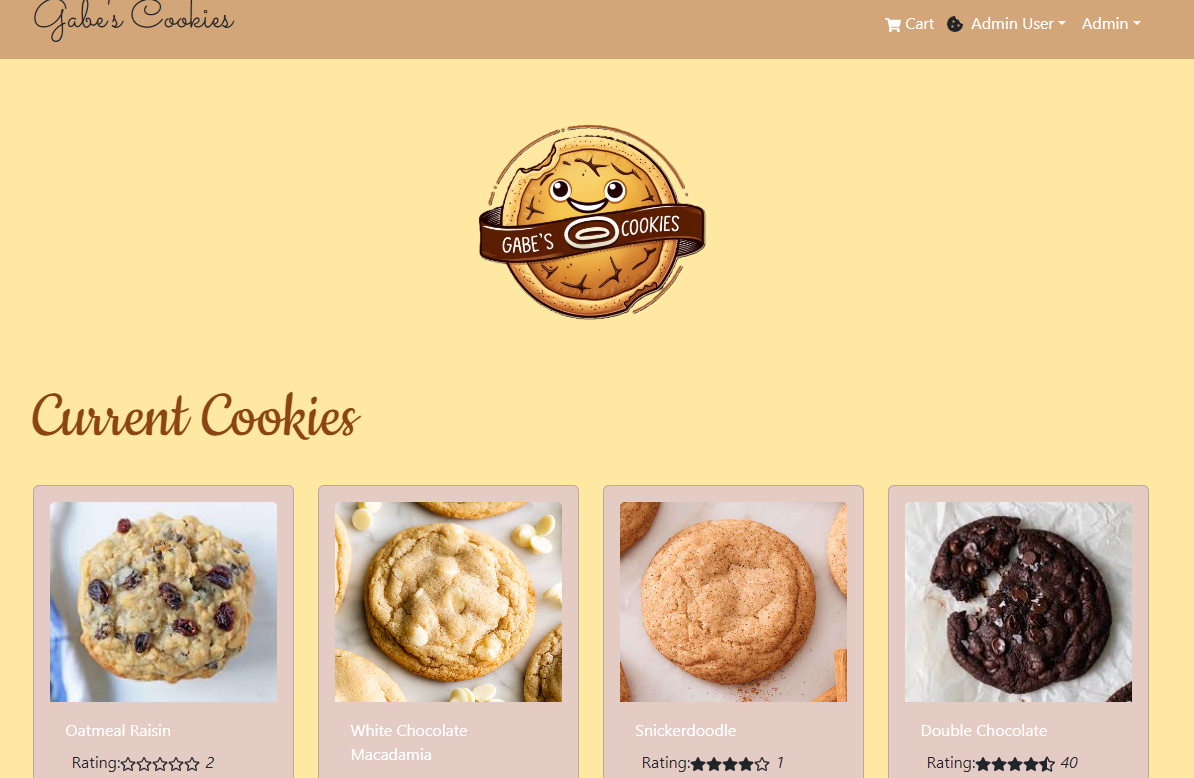 Gabe's Cookies
Cart Admin User Admin
GABE'S COOKIES
Current Cookies
Oatmeal Raisin
Rating: 2
White Chocolate
Macadamia
Snickerdoodle
Rating: 1
Double Chocolate
Rating: 40